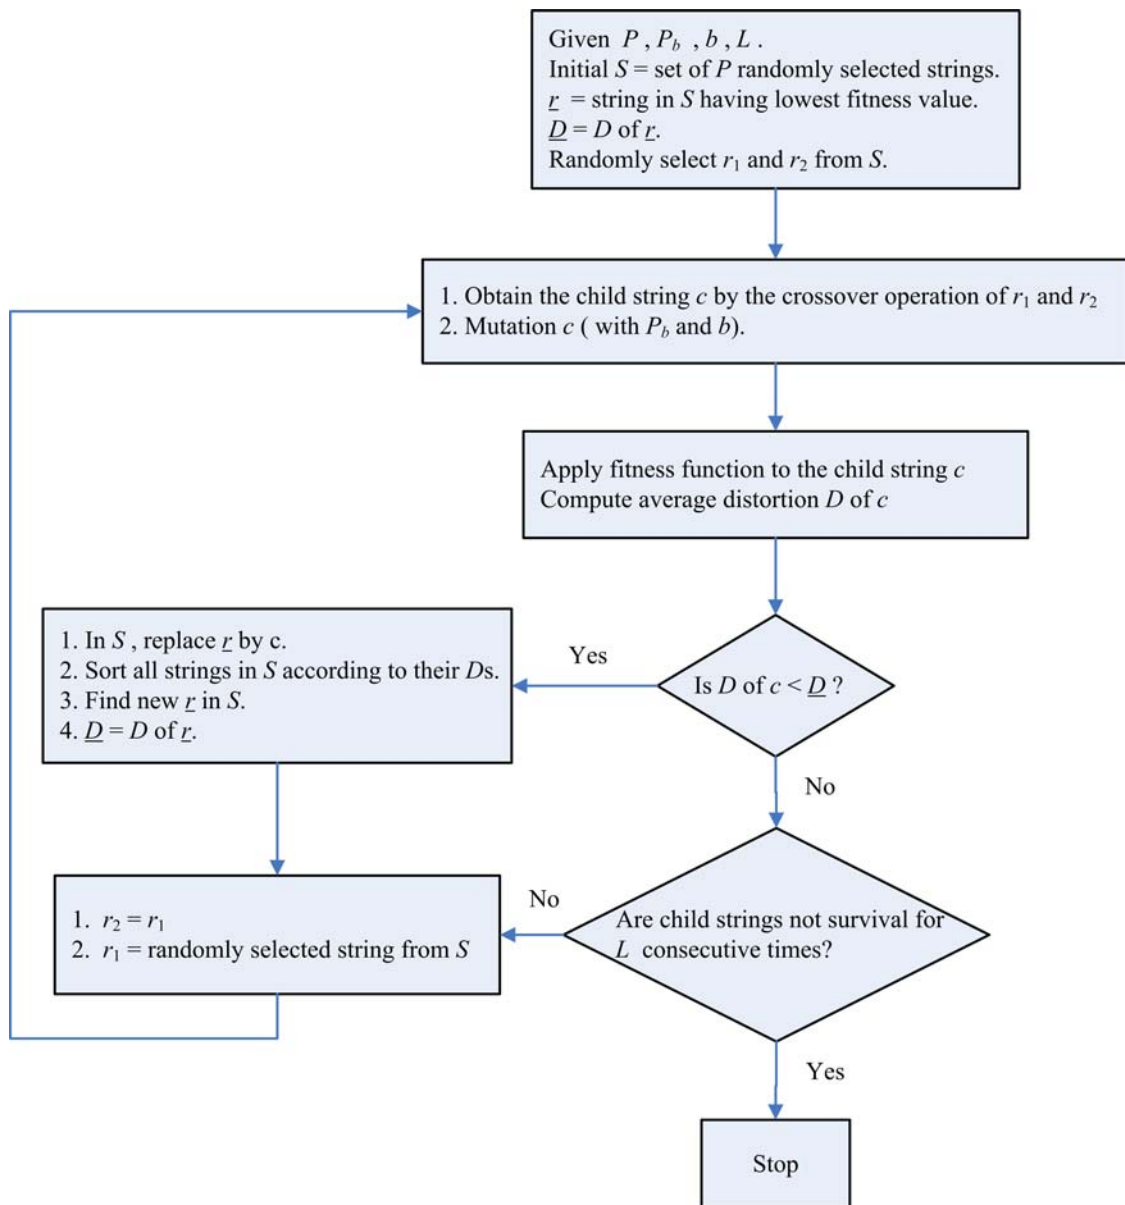 Given P , P_b , b , L .
Initial S = set of P randomly selected strings.
r = string in S having lowest fitness value.
D = D of r.
Randomly select r₁ and r₂ from S.
1. Obtain the child string c by the crossover operation of r₁ and r₂
2. Mutation c ( with P_b and b).
Apply fitness function to the child string c
Compute average distortion D of c
1. In S , replace r by c.
2. Sort all strings in S according to their Ds.
3. Find new r in S.
4. D = D of r.
Yes
Is D of c < D ?
No
1. r₂ = r₁
2. r₁ = randomly selected string from S
No
Are child strings not survival for
L consecutive times?
Yes
Stop